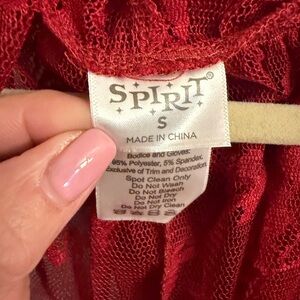 SPIRIT®
S
MADE IN CHINA
Bodice and Gloves:
95% Polyester, 5% Spandex,
Exclusive of Trim and Decoration
Spot Clean Only
Do Not Wash
Do Not Bleach
Do Not Dry
Do Not Iron
Do Not Dry Clean